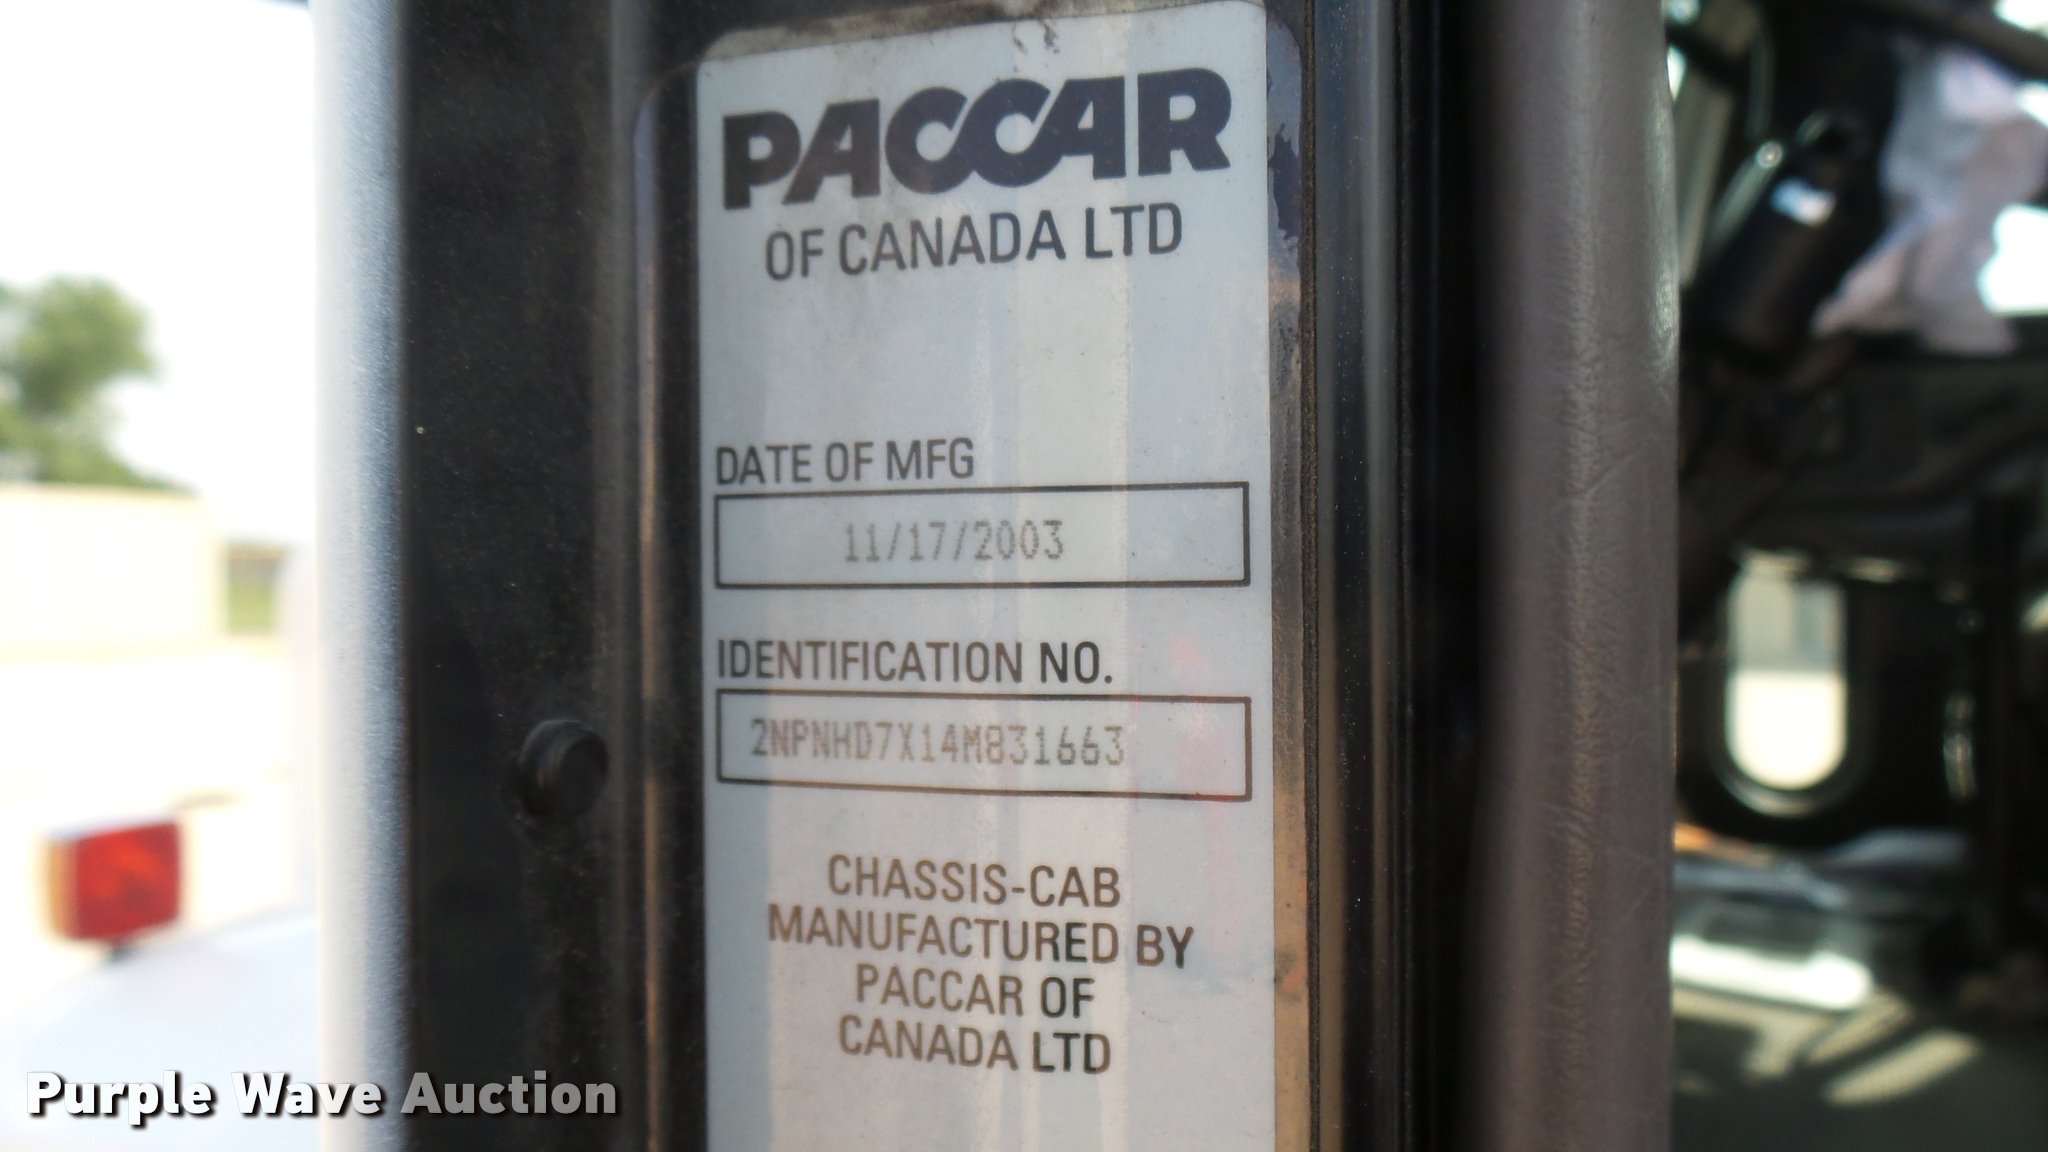 PACCAR
OF CANADA LTD
DATE OF MFG
11/17/2003
IDENTIFICATION NO.
2NPNHD7X14M831663
CHASSIS-CAB
MANUFACTURED BY
PACCAR OF
CANADA LTD
Purple Wave Auction